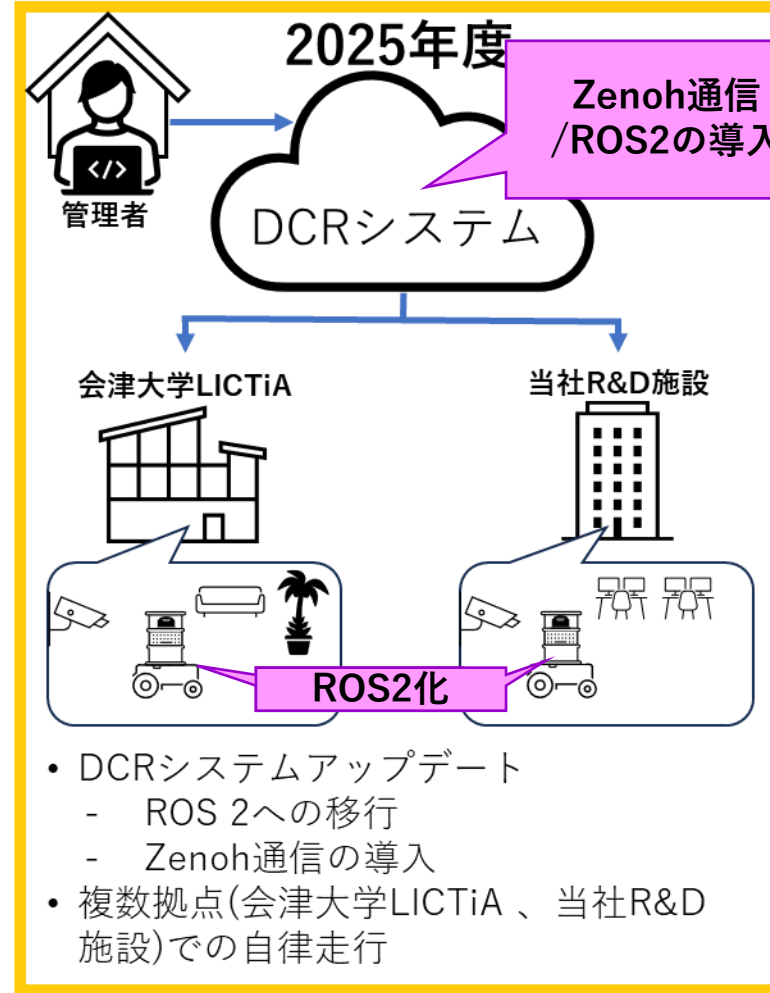 2025年度
Zenoh通信
/ROS2の導入
</>
管理者
DCRシステム
会津大学LICTiA
当社R&D施設
ROS2化
• DCRシステムアップデート
- ROS 2への移行
- Zenoh通信の導入
• 複数拠点(会津大学LICTiA 、当社R&D
施設)での自律走行